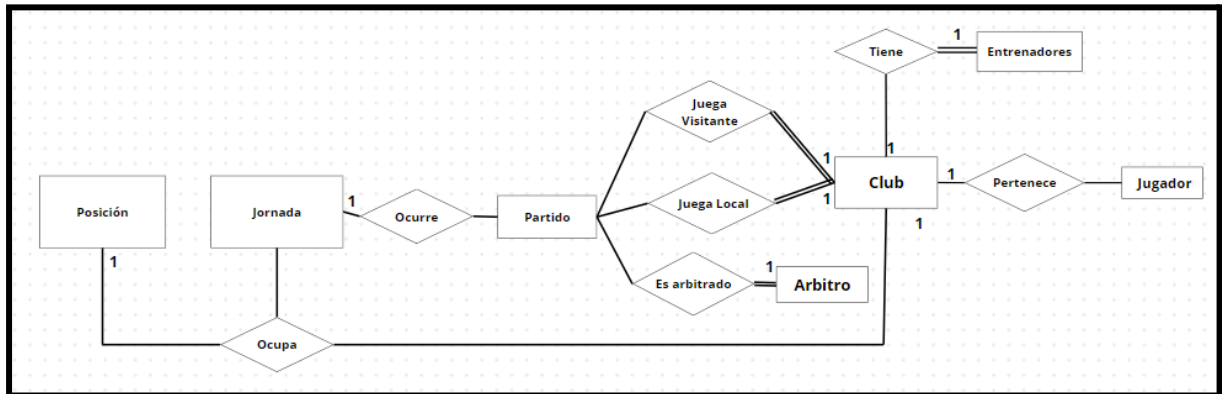 1
Tiene
Entrenadores
Juega
Visitante
1
1
Club
1
Pertenece
Jugador
Posición
Jornada
1
Ocurre
Partido
Juega Local
1
1
1
Es arbitrado
1
Arbitro
Ocupa